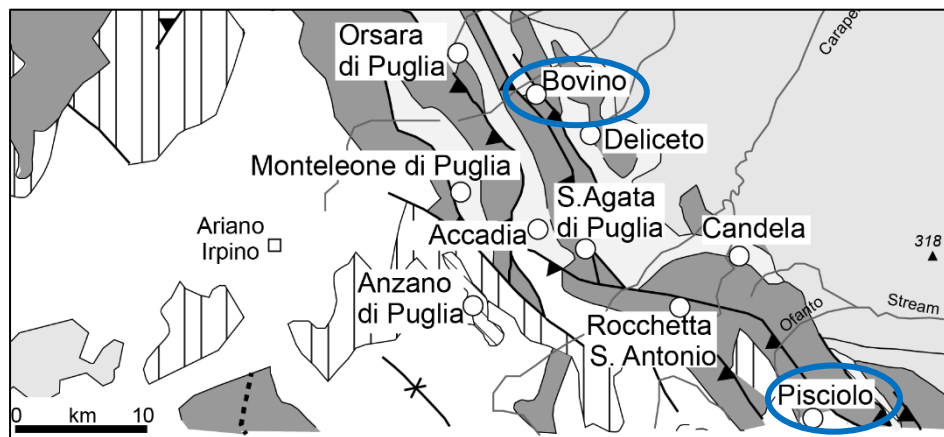 Orsara
di Puglia
Bovino
Carape
Deliceto
Monteleone di Puglia
S.Agata
di Puglia
Ariano
Irpino
Accadia
Candela
318
Anzano
di Puglia
Rocchetta
S. Antonio
Ofanto
Stream
Pisciolo
0 km 10